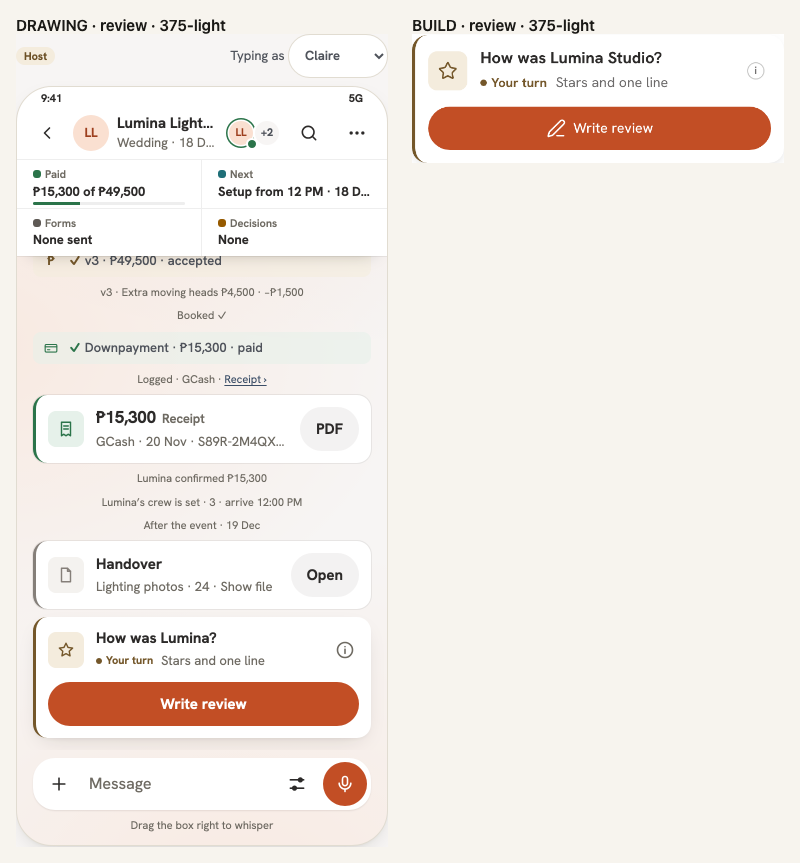 DRAWING · review · 375-light
Host
Typing as
Claire
9:41
5G
LL
Lumina Light...
Wedding · 18 D...
LL
+2
Paid
₱15,300 of ₱49,500
Next
Setup from 12 PM · 18 D...
Forms
None sent
Decisions
None
₱ ✓ v3 · ₱49,500 · accepted
v3 · Extra moving heads ₱4,500 · −₱1,500
Booked ✓
✓ Downpayment · ₱15,300 · paid
Logged · GCash · Receipt ›
₱15,300 Receipt
GCash · 20 Nov · S89R-2M4QX...
PDF
Lumina confirmed ₱15,300
Lumina’s crew is set · 3 · arrive 12:00 PM
After the event · 19 Dec
Handover
Lighting photos · 24 · Show file
Open
How was Lumina?
Your turn Stars and one line
Write review
Message
Drag the box right to whisper
BUILD · review · 375-light
How was Lumina Studio?
Your turn Stars and one line
Write review